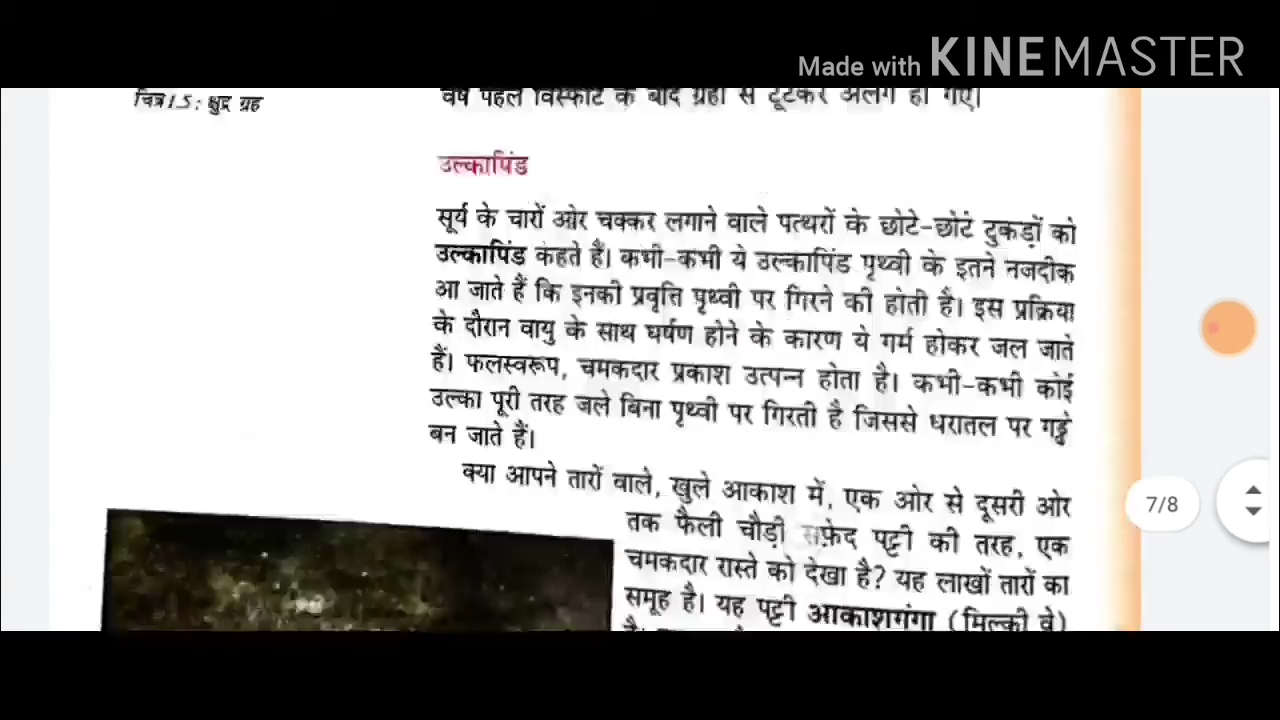 Made with KINEMASTER
चित्र 1.5 : क्षुद्र ग्रह
वर्ष पहले विस्फोट के बाद ग्रहों से टूटकर अलग हो गए।
उल्कापिंड
सूर्य के चारों ओर चक्कर लगाने वाले पत्थरों के छोटे-छोटे टुकड़ों को
उल्कापिंड कहते हैं। कभी-कभी ये उल्कापिंड पृथ्वी के इतने नजदीक
आ जाते हैं कि इनकी प्रवृत्ति पृथ्वी पर गिरने की होती है। इस प्रक्रिया
के दौरान वायु के साथ घर्षण होने के कारण ये गर्म होकर जल जाते
हैं। फलस्वरूप, चमकदार प्रकाश उत्पन्न होता है। कभी-कभी कोई
उल्का पूरी तरह जले बिना पृथ्वी पर गिरती है जिससे धरातल पर गड्ढे
बन जाते हैं।
क्या आपने तारों वाले, खुले आकाश में, एक ओर से दूसरी ओर
तक फैली चौड़ी सफ़ेद पट्टी की तरह, एक
चमकदार रास्ते को देखा है? यह लाखों तारों का
समूह है। यह पट्टी आकाशगंगा (मिल्की वे)
7/8